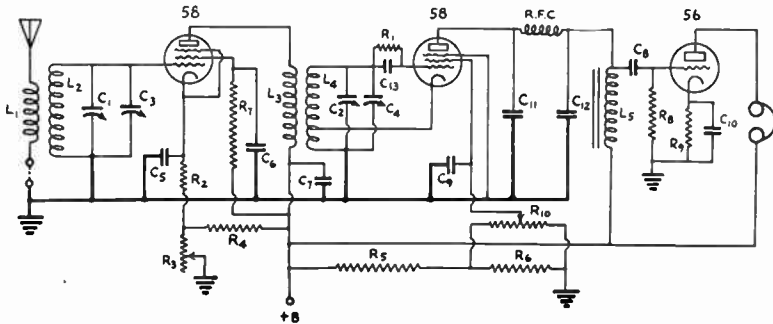 58
58
R.F.C
56
L1
L2
C1
C3
R7
L3
L4
R1
C13
C2
C4
C11
C12
L5
C8
R8
R9
C10
C5
R2
C6
C7
C9
R3
R4
R5
R10
R6
+B